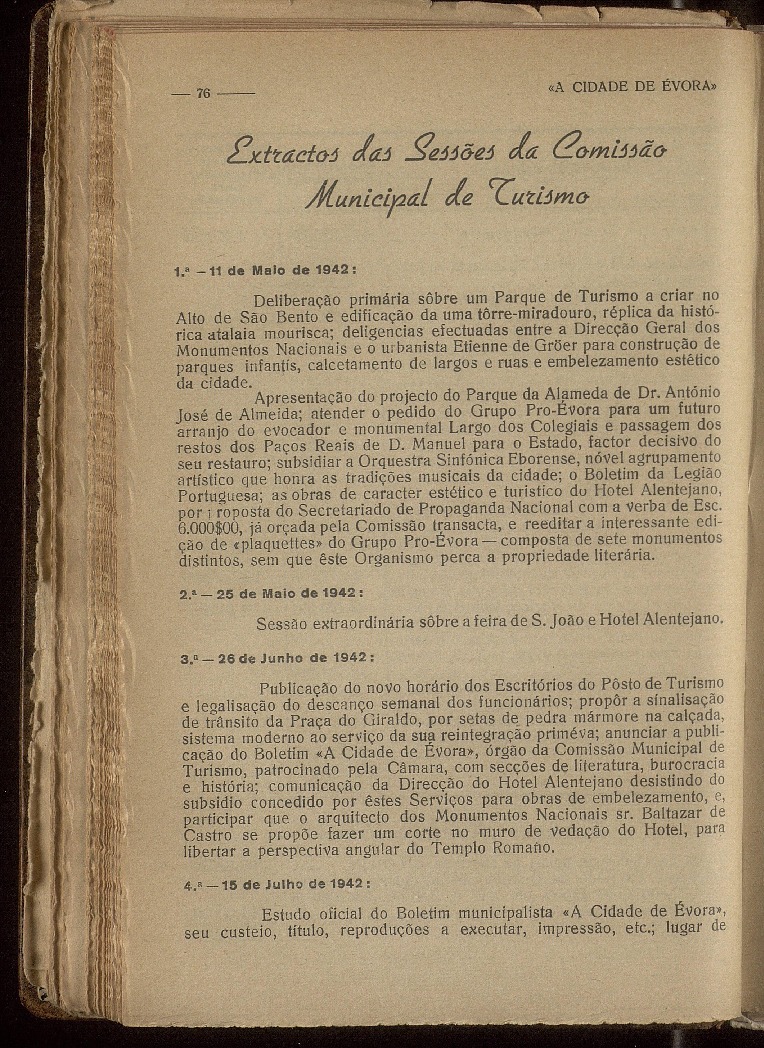 — 76 —
«A CIDADE DE ÉVORA»
Extractos das Sessões da Comissão
Municipal de Turismo
1.ª — 11 de Maio de 1942:
Deliberação primária sôbre um Parque de Turismo a criar no
Alto de São Bento e edificação da uma tôrre-miradouro, réplica da histó-
rica atalaia mourisca; deligencias efectuadas entre a Direcção Geral dos
Monumentos Nacionais e o urbanista Etienne de Gröer para construção de
parques infantis, calcetamento de largos e ruas e embelezamento estético
da cidade.
Apresentação do projecto do Parque da Alameda de Dr. António
José de Almeida; atender o pedido do Grupo Pro-Évora para um futuro
arranjo do evocador e monumental Largo dos Colegiais e passagem dos
restos dos Paços Reais de D. Manuel para o Estado, factor decisivo do
seu restauro; subsidiar a Orquestra Sinfónica Eborense, nóvel agrupamento
artístico que honra as tradições musicais da cidade; o Boletim da Legião
Portuguesa; as obras de caracter estético e turistico do Hotel Alentejano,
por roposta do Secretariado de Propaganda Nacional com a verba de Esc.
6.000$00, já orçada pela Comissão transacta, e reeditar a interessante edi-
ção de «plaquettes» do Grupo Pro-Évora — composta de sete monumentos
distintos, sem que êste Organismo perca a propriedade literária.
2.ª — 25 de Maio de 1942:
Sessão extraordinária sôbre a feira de S. João e Hotel Alentejano.
3.ª — 26 de Junho de 1942:
Publicação do novo horário dos Escritórios do Pôsto de Turismo
e legalisação do descanço semanal dos funcionários; propôr a sinalisação
de trânsito da Praça do Giraldo, por setas de pedra mármore na calçada,
sistema moderno ao serviço da sua reintegração priméva; anunciar a publi-
cação do Boletim «A Cidade de Évora», órgão da Comissão Municipal de
Turismo, patrocinado pela Câmara, com secções de literatura, burocracia
e história; comunicação da Direcção do Hotel Alentejano desistindo do
subsidio concedido por êstes Serviços para obras de embelezamento, e,
participar que o arquitecto dos Monumentos Nacionais sr. Baltazar de
Castro se propõe fazer um corte no muro de vedação do Hotel, para
libertar a perspectiva angular do Templo Romano.
4.ª — 15 de Julho de 1942:
Estudo oficial do Boletim municipalista «A Cidade de Évora»,
seu custeio, titulo, reproduções a executar, impressão, etc.; lugar de